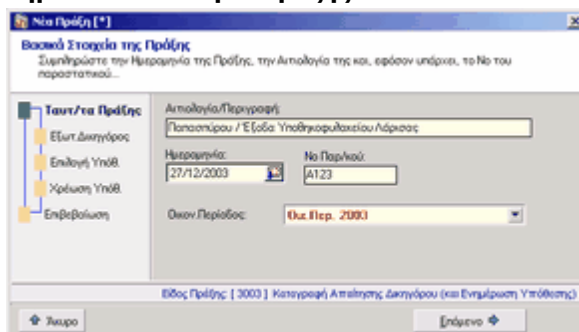 Νέα Πράξη [*]
Βασικά Στοιχεία της Πράξης
Συμπληρώστε την Ημερομηνία της Πράξης, την Αιτιολογία της και, εφόσον υπάρχει, το Νο του
παραστατικού...
Ταυτ/τα Πράξης
Εξωτ.Δικηγόρος
Επιλογή Υπόθ.
Χρέωση Υπόθ.
Επιβεβαίωση
Αιτιολογία/Περιγραφή:
Παπασπύρου / Έξοδα Υποθηκοφυλακείου Λάρισας
Ημερομηνία:
Νο Παρ/κού:
27/12/2003
Α123
Οικον.Περίοδος:
Οικ.Περ. 2003
Είδος Πράξης: [ 3003 ] Καταγραφή Απαίτησης Δικηγόρου (και Ενημέρωση Υπόθεσης)
Άκυρο
Επόμενο